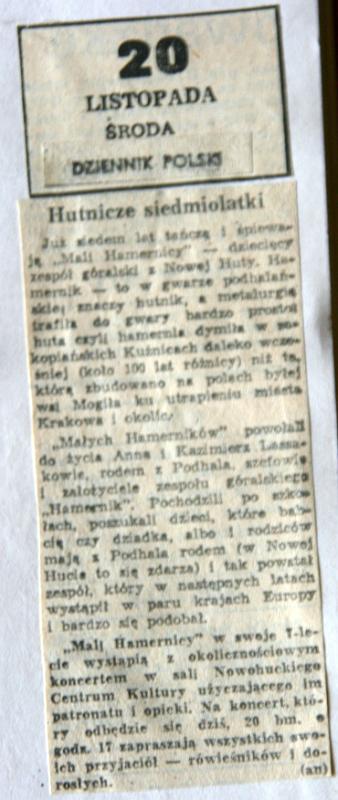 20
LISTOPADA
ŚRODA
DZIENNIK POLSKI
Hutnicze siedmiolatki
Już siedem lat tańczą i śpiewa-
ją „Mali Hamernicy" — dziecięcy
zespół góralski z Nowej Huty. Ha-
mernik — to w gwarze podhalań-
skiej znaczy hutnik, a metalurgia
trafiła do gwary bardzo prosto:
huta czyli hamernia dymiła w za-
kopiańskich Kuźnicach daleko wcze-
śniej (koło 100 lat różnicy) niż ta,
którą zbudowano na polach byłej
wsi Mogiła ku utrapieniu miasta
Krakowa i okolic.
„Małych Hamerników" powołali
do życia Anna i Kazimierz Lassa-
kowie, rodem z Podhala, szefowie
i założyciele zespołu góralskiego
„Hamernik". Pochodzili po szko-
łach, poszukali dzieci, które bab-
cię czy dziadka, albo i rodziców
mają z Podhala rodem (w Nowej
Hucie to się zdarza) i tak powstał
zespół, który w następnych latach
wystąpił w paru krajach Europy
i bardzo się podobał.
„Mali Hamernicy" w swoje 7-le-
cie wystąpią z okolicznościowym
koncertem w sali Nowohuckiego
Centrum Kultury użyczającego im
patronatu i opieki. Na koncert, któ-
ry odbędzie się dziś, 20 bm. o
godz. 17 zapraszają wszystkich swo-
ich przyjaciół — rówieśników i do-
rosłych. (an)